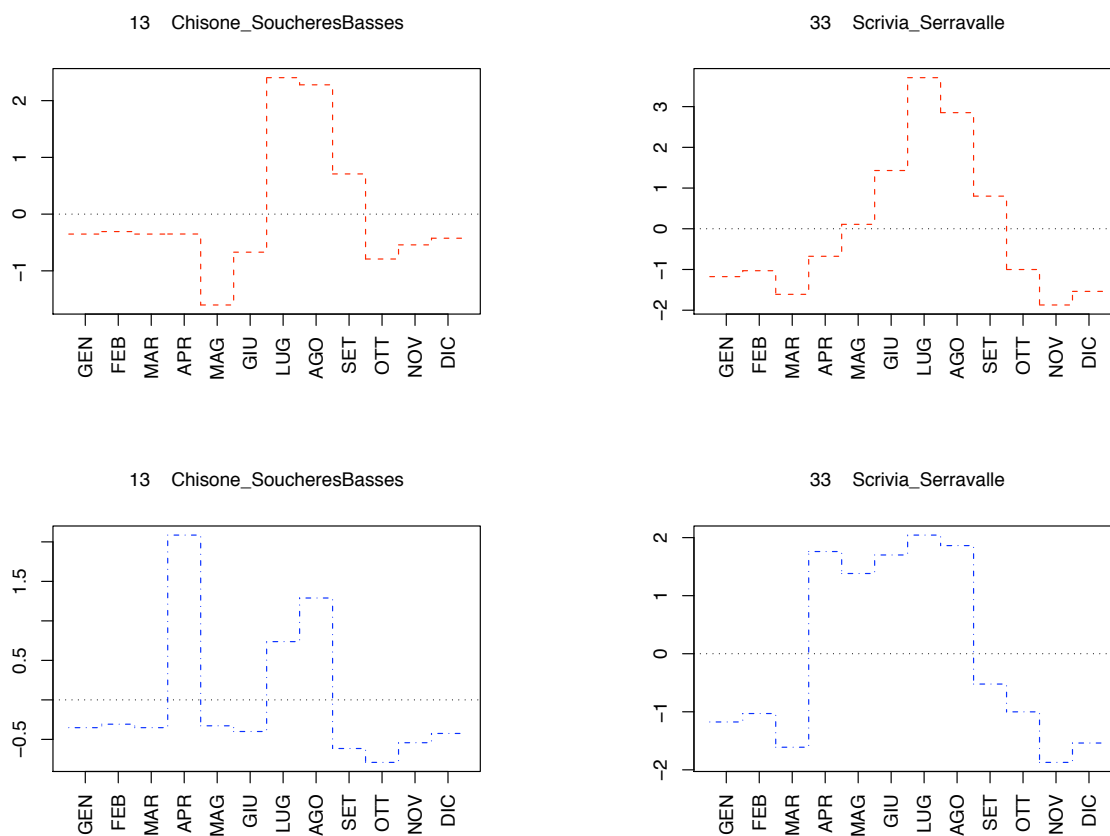 13 Chisone_SoucheresBasses
2
1
0
−1
GEN FEB MAR APR MAG GIU LUG AGO SET OTT NOV DIC
33 Scrivia_Serravalle
3
2
1
0
−1
−2
GEN FEB MAR APR MAG GIU LUG AGO SET OTT NOV DIC
13 Chisone_SoucheresBasses
1.5
0.5
−0.5
GEN FEB MAR APR MAG GIU LUG AGO SET OTT NOV DIC
33 Scrivia_Serravalle
2
1
0
−1
−2
GEN FEB MAR APR MAG GIU LUG AGO SET OTT NOV DIC